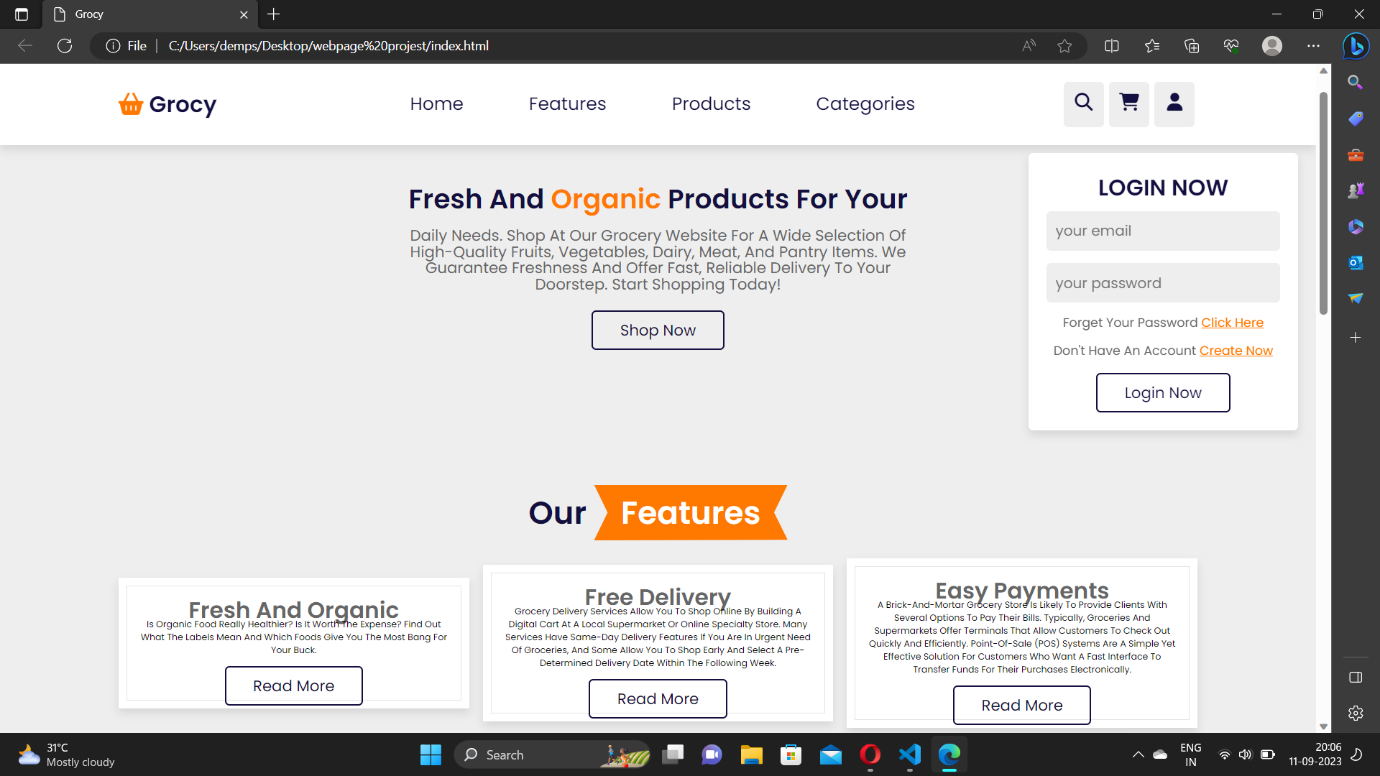 Grocy
File
C:/Users/demps/Desktop/webpage%20projest/index.html
Grocy
Home
Features
Products
Categories
Fresh And Organic Products For Your
Daily Needs. Shop At Our Grocery Website For A Wide Selection Of
High-Quality Fruits, Vegetables, Dairy, Meat, And Pantry Items. We
Guarantee Freshness And Offer Fast, Reliable Delivery To Your
Doorstep. Start Shopping Today!
Shop Now
LOGIN NOW
your email
your password
Forget Your Password Click Here
Don't Have An Account Create Now
Login Now
Our Features
Fresh And Organic
Is Organic Food Really Healthier? Is It Worth The Expense? Find Out
What The Labels Mean And Which Foods Give You The Most Bang For
Your Buck.
Read More
Free Delivery
Grocery Delivery Services Allow You To Shop Online By Building A
Digital Cart At A Local Supermarket Or Online Specialty Store. Many
Services Have Same-Day Delivery Features If You Are In Urgent Need
Of Groceries, And Some Allow You To Shop Early And Select A Pre-
Determined Delivery Date Within The Following Week.
Read More
Easy Payments
A Brick-And-Mortar Grocery Store Is Likely To Provide Clients With
Several Options To Pay Their Bills. Typically, Groceries And
Supermarkets Offer Terminals That Allow Customers To Check Out
Quickly And Efficiently. Point-Of-Sale (POS) Systems Are A Simple Yet
Effective Solution For Customers Who Want A Fast Interface To
Transfer Funds For Their Purchases Electronically.
Read More
31°C
Mostly cloudy
Search
ENG
IN
20:06
11-09-2023